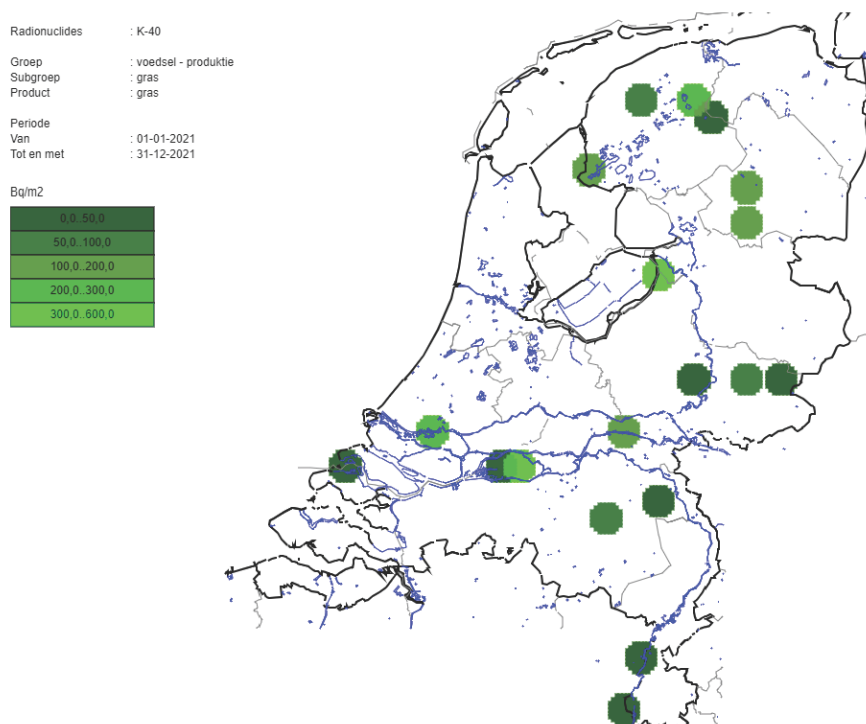 Radionuclides : K-40
Groep : voedsel - produktie
Subgroep : gras
Product : gras
Periode
Van : 01-01-2021
Tot en met : 31-12-2021
Bq/m2
0,0..50,0
50,0..100,0
100,0..200,0
200,0..300,0
300,0..600,0